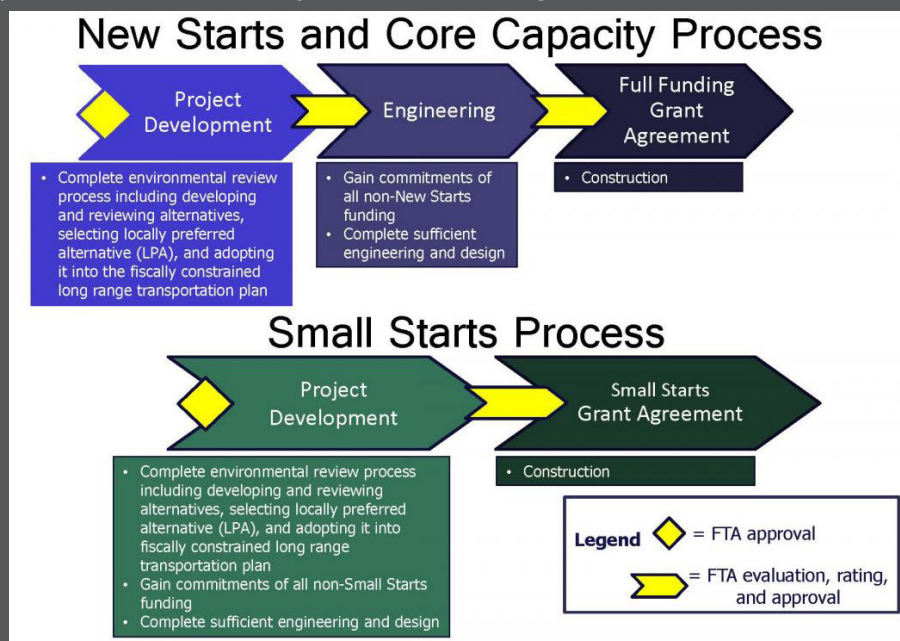 New Starts and Core Capacity Process
Project
Development
Engineering
Full Funding
Grant
Agreement
• Complete environmental review
process including developing
and reviewing alternatives,
selecting locally preferred
alternative (LPA), and adopting
it into the fiscally constrained
long range transportation plan
• Gain commitments of
all non-New Starts
funding
• Complete sufficient
engineering and design
• Construction
Small Starts Process
Project
Development
Small Starts
Grant Agreement
• Complete environmental review process
including developing and reviewing
alternatives, selecting locally preferred
alternative (LPA), and adopting it into
fiscally constrained long range
transportation plan
• Gain commitments of all non-Small Starts
funding
• Complete sufficient engineering and design
• Construction
Legend
= FTA approval
= FTA evaluation, rating,
and approval